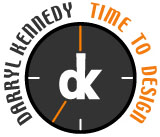 DARRYL KENNEDY TIME TO DESIGN
dk